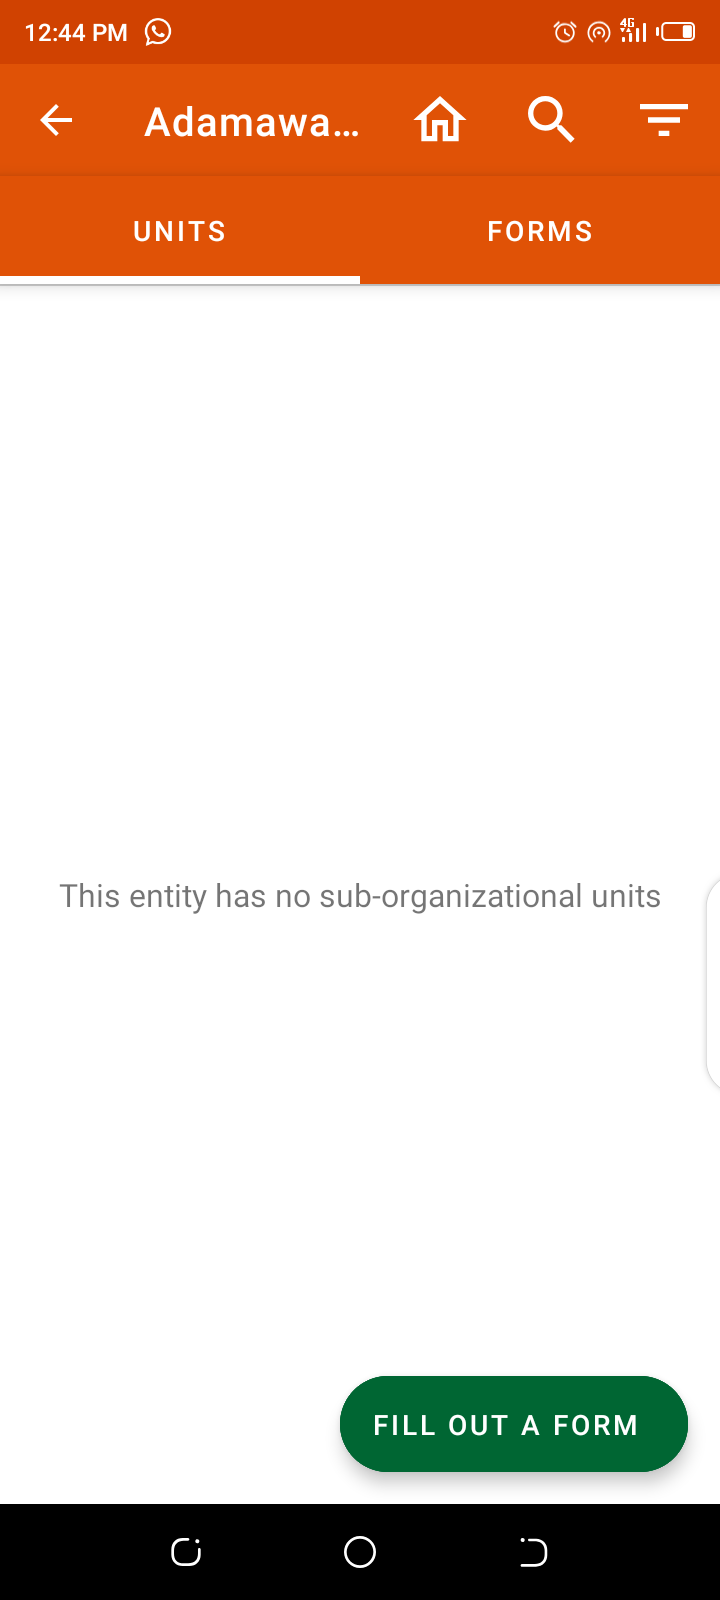 12:44 PM
4G
Adamawa...
UNITS
FORMS
This entity has no sub-organizational units
FILL OUT A FORM